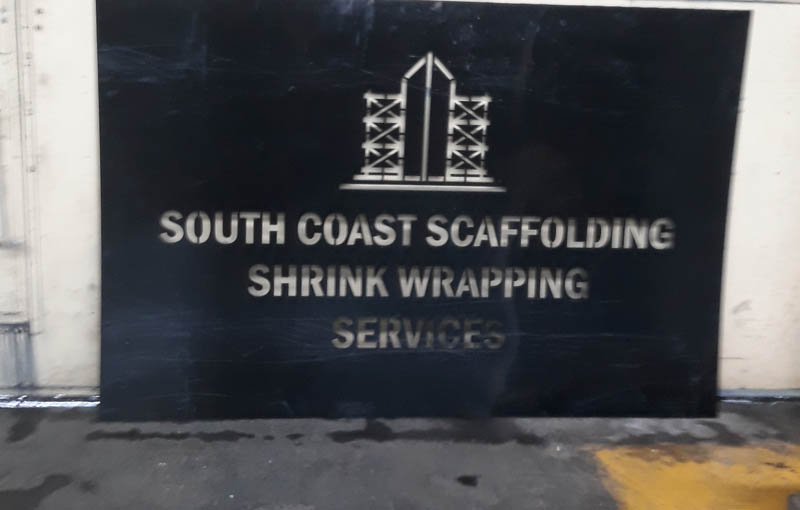 SOUTH COAST SCAFFOLDING
SHRINK WRAPPING
SERVICES